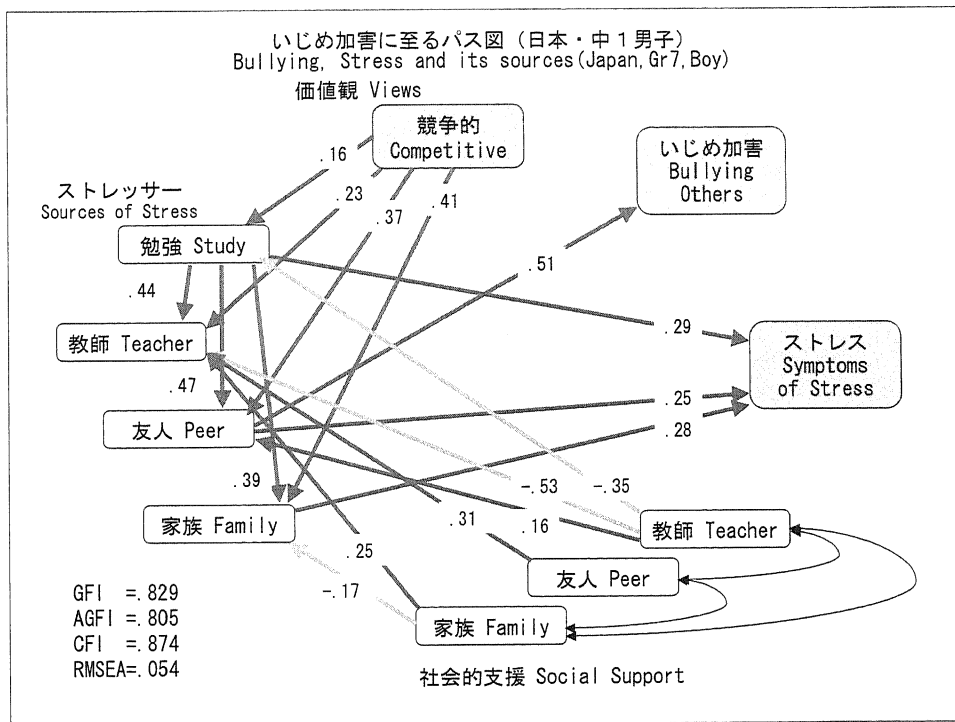 いじめ加害に至るパス図（日本・中１男子）
Bullying, Stress and its sources(Japan,Gr7,Boy)
価値観 Views
競争的
Competitive
いじめ加害
Bullying
Others
ストレッサー
Sources of Stress
勉強 Study
教師 Teacher
友人 Peer
家族 Family
ストレス
Symptoms
of Stress
.16
.23
.37
.41
.44
.47
.39
.51
.29
.25
.28
-.53
-.35
.31
.16
.25
-.17
教師 Teacher
友人 Peer
家族 Family
社会的支援 Social Support
GFI =.829
AGFI =.805
CFI =.874
RMSEA=.054